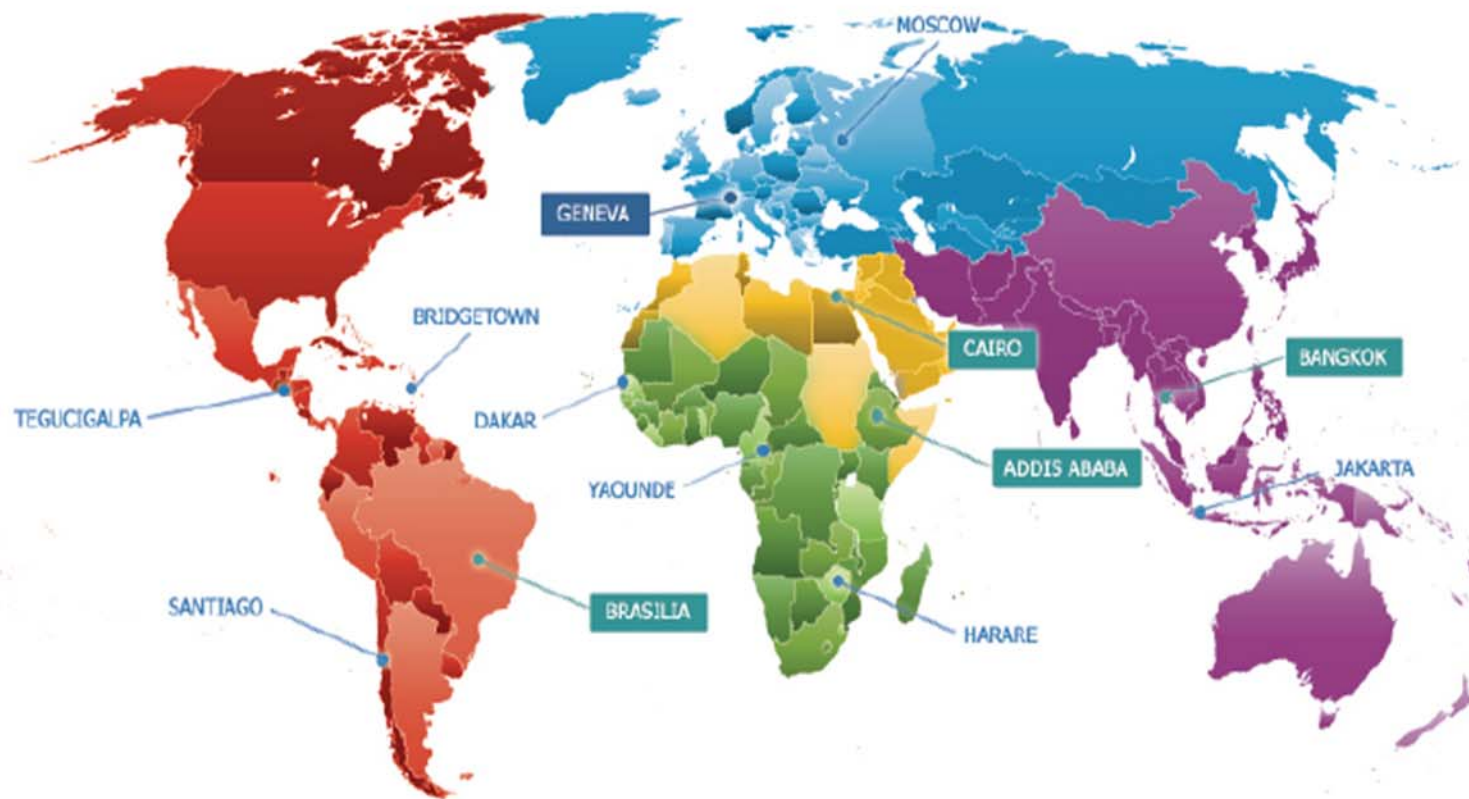 MOSCOW
GENEVA
BRIDGETOWN
CAIRO
BANGKOK
TEGUCIGALPA
DAKAR
ADDIS ABABA
JAKARTA
YAOUNDE
SANTIAGO
BRASILIA
HARARE